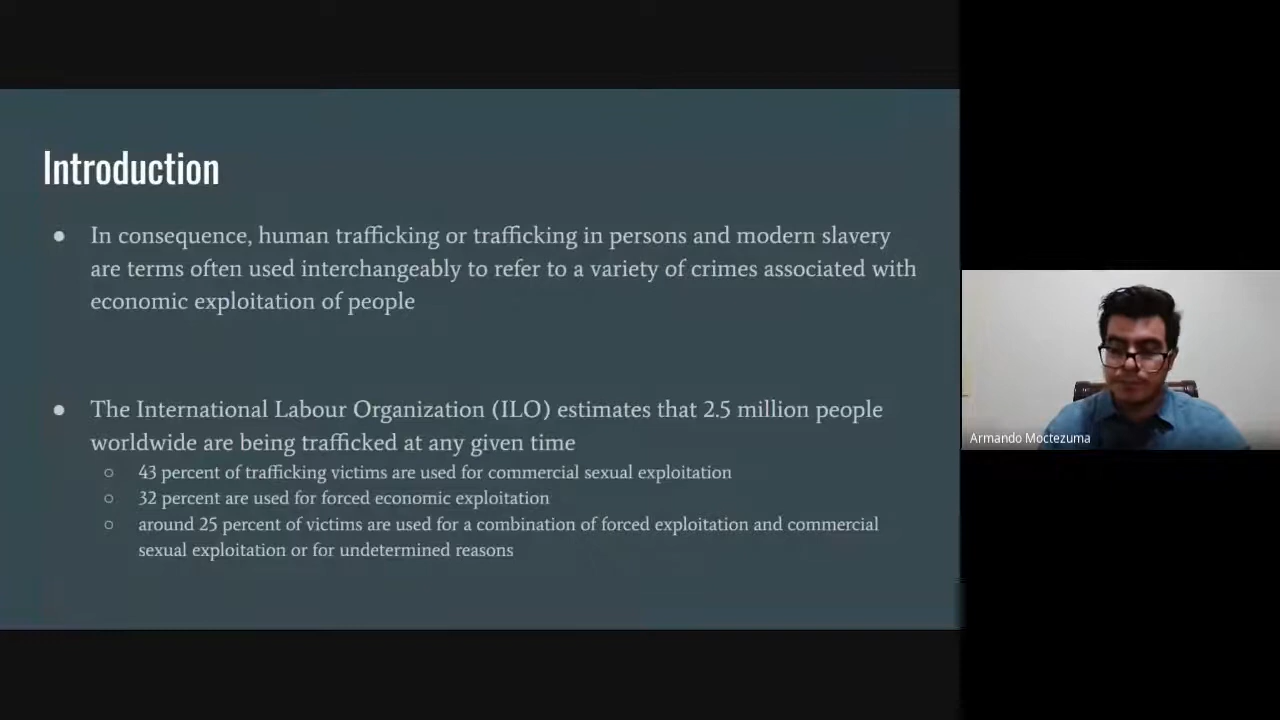 Introduction
● In consequence, human trafficking or trafficking in persons and modern slavery
are terms often used interchangeably to refer to a variety of crimes associated with
economic exploitation of people
● The International Labour Organization (ILO) estimates that 2.5 million people
worldwide are being trafficked at any given time
○ 43 percent of trafficking victims are used for commercial sexual exploitation
○ 32 percent are used for forced economic exploitation
○ around 25 percent of victims are used for a combination of forced exploitation and commercial
sexual exploitation or for undetermined reasons
Armando Moctezuma